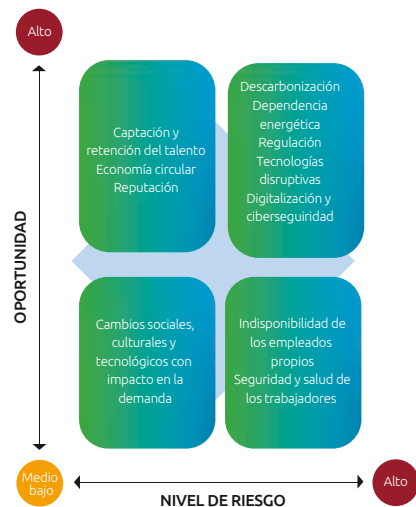 Alto
Captación y
retención del talento
Economía circular
Reputación
Descarbonización
Dependencia
energética
Regulación
Tecnologías
disruptivas
Digitalización y
ciberseguiridad
OPORTUNIDAD
Cambios sociales,
culturales y
tecnológicos con
impacto en la
demanda
Indisponibilidad de
los empleados
propios
Seguridad y salud de
los trabajadores
Medio
bajo
NIVEL DE RIESGO
Alto